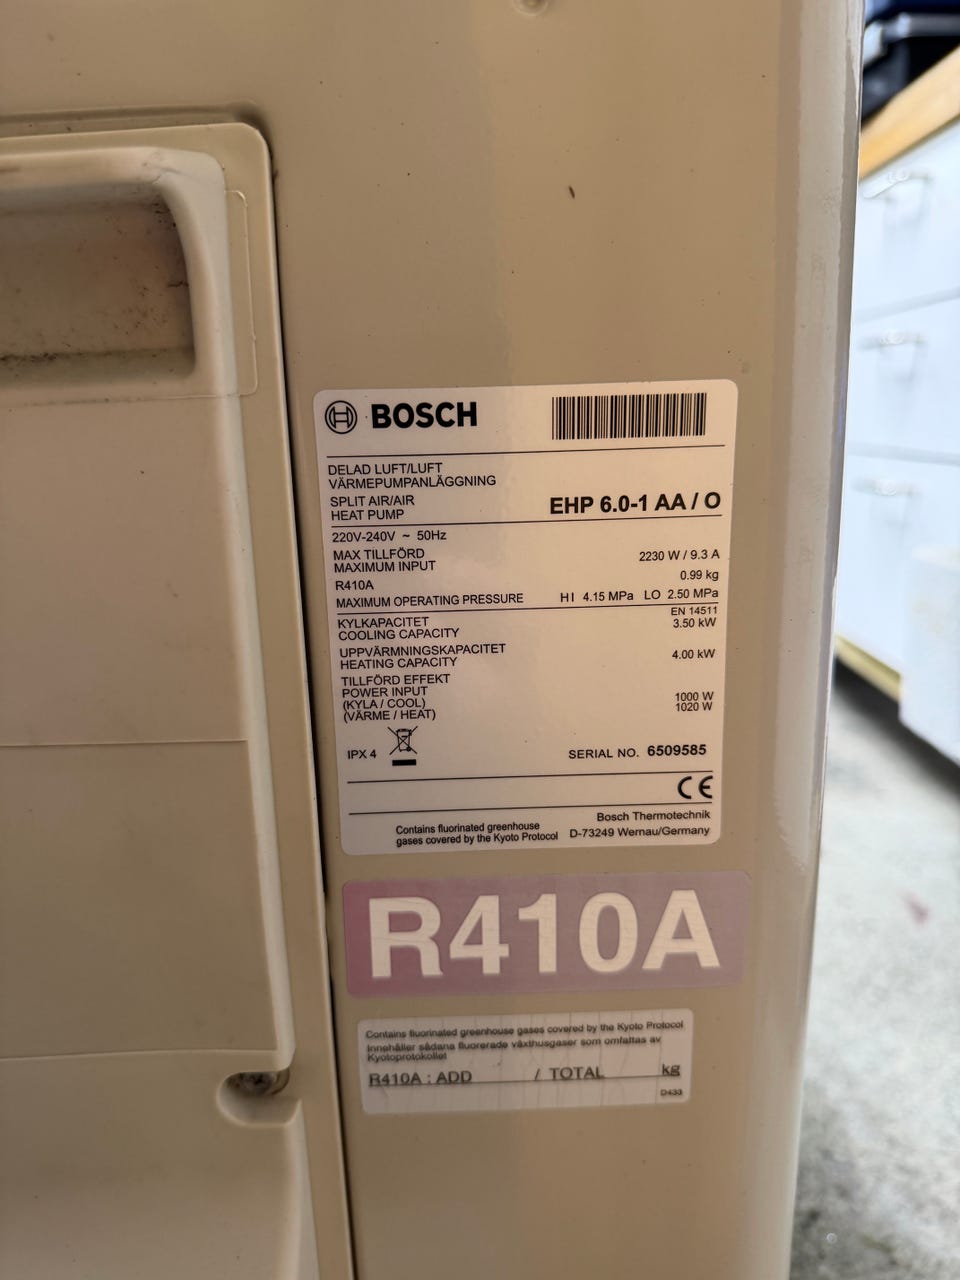 BOSCH
DELAD LUFT/LUFT
VÄRMEPUMPANLÄGGNING
SPLIT AIR/AIR
HEAT PUMP
EHP 6.0-1 AA / O
220V-240V ~ 50Hz
MAX TILLFÖRD
MAXIMUM INPUT
2230 W / 9.3 A
R410A
0.99 kg
MAXIMUM OPERATING PRESSURE HI 4.15 MPa LO 2.50 MPa
EN 14511
KYLKAPACITET
COOLING CAPACITY
3.50 kW
UPPVÄRMNINGSKAPACITET
HEATING CAPACITY
4.00 kW
TILLFÖRD EFFEKT
POWER INPUT
(KYLA / COOL)
1000 W
(VÄRME / HEAT)
1020 W
IPX 4
SERIAL NO. 6509585
CE
Contains fluorinated greenhouse
gases covered by the Kyoto Protocol
Bosch Thermotechnik
D-73249 Wernau/Germany
R410A
Contains fluorinated greenhouse gases covered by the Kyoto Protocol
Innehåller sådana fluorerade växthusgaser som omfattas av
Kyotoprotokollet
R410A : ADD / TOTAL kg
D433